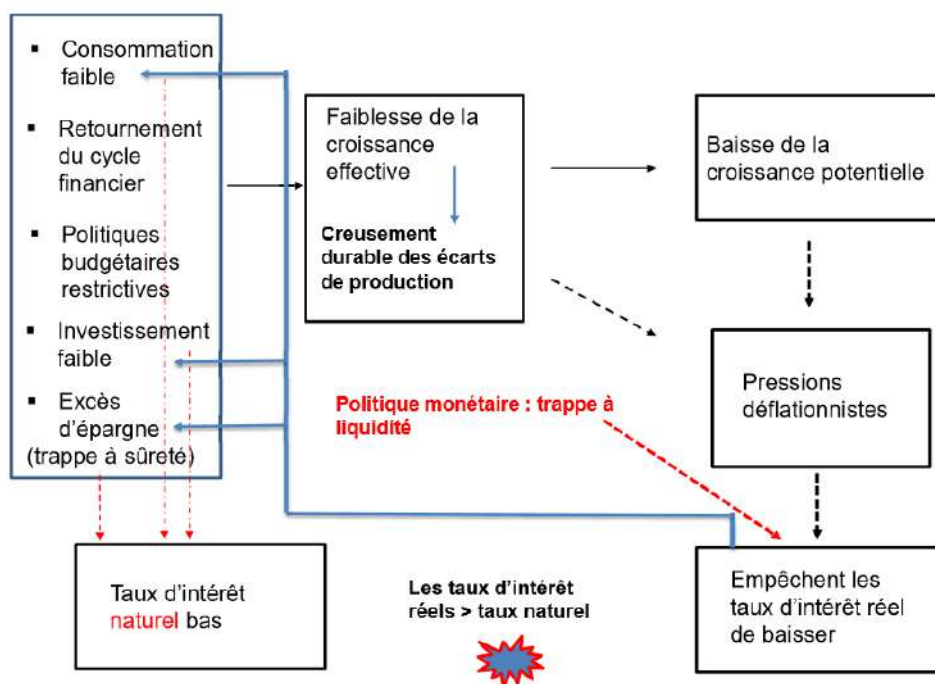 ▪ Consommation
faible
▪ Retournement
du cycle
financier
▪ Politiques
budgétaires
restrictives
▪ Investissement
faible
▪ Excès
d'épargne
(trappe à sûreté)
Faiblesse de la
croissance
effective
Creusement
durable des écarts
de production
Baisse de la
croissance potentielle
Pressions
déflationnistes
Politique monétaire : trappe à
liquidité
Taux d'intérêt
naturel bas
Les taux d'intérêt
réels > taux naturel
Empêchent les
taux d'intérêt réel
de baisser